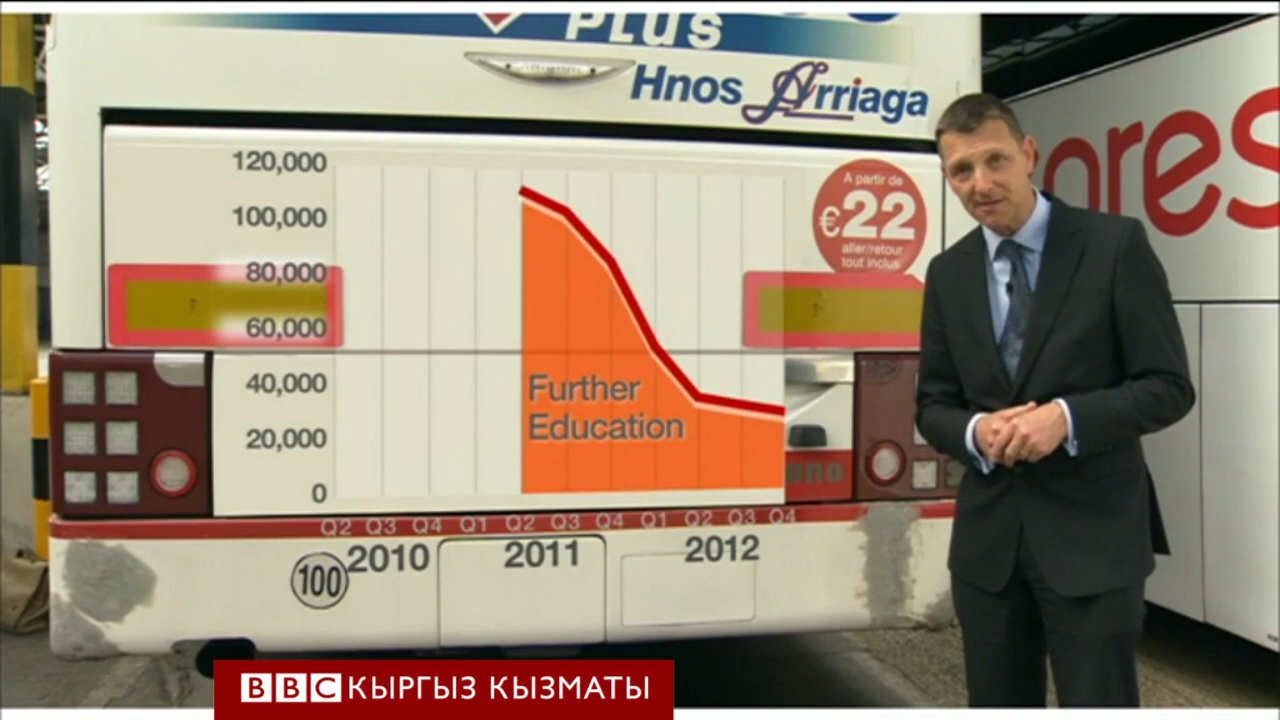 PLUS
Hnos Arriaga
ores
120,000
100,000
80,000
60,000
40,000
20,000
0
A partir de
€22
aller/retour
tout inclus
Further
Education
ano
Q2 Q3 Q4 Q1 Q2 Q3 Q4 Q1 Q2 Q3 Q4
2010 2011 2012
100
BBC КЫРГЫЗ КЫЗМАТЫ